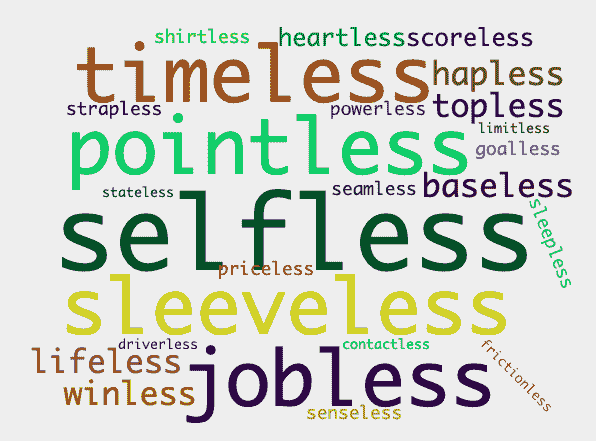 shirtless heartless scoreless
timeless hapless
strapless powerless topless
pointless limitless
goalless
stateless seamless baseless
selfless sleepless
priceless
sleeveless
driverless contactless frictionless
lifeless jobless
winless
senseless